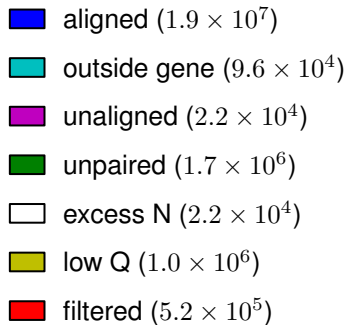 aligned (1.9 × 10⁷)
outside gene (9.6 × 10⁴)
unaligned (2.2 × 10⁴)
unpaired (1.7 × 10⁶)
excess N (2.2 × 10⁴)
low Q (1.0 × 10⁶)
filtered (5.2 × 10⁵)